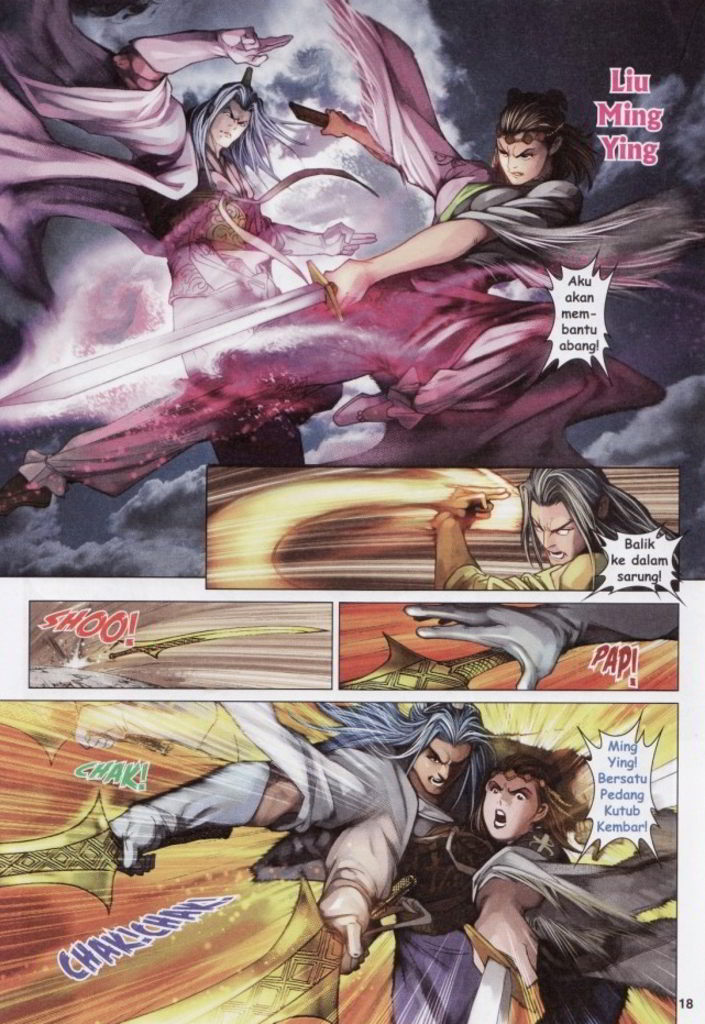 Liu
Ming
Ying
Aku
akan
mem-
bantu
abang!
Balik
ke dalam
sarung!
SHOO!
PAP!
CHAK!
Ming
Ying!
Bersatu
Pedang
Kutub
Kembar!
CHAK!CHAK!
18